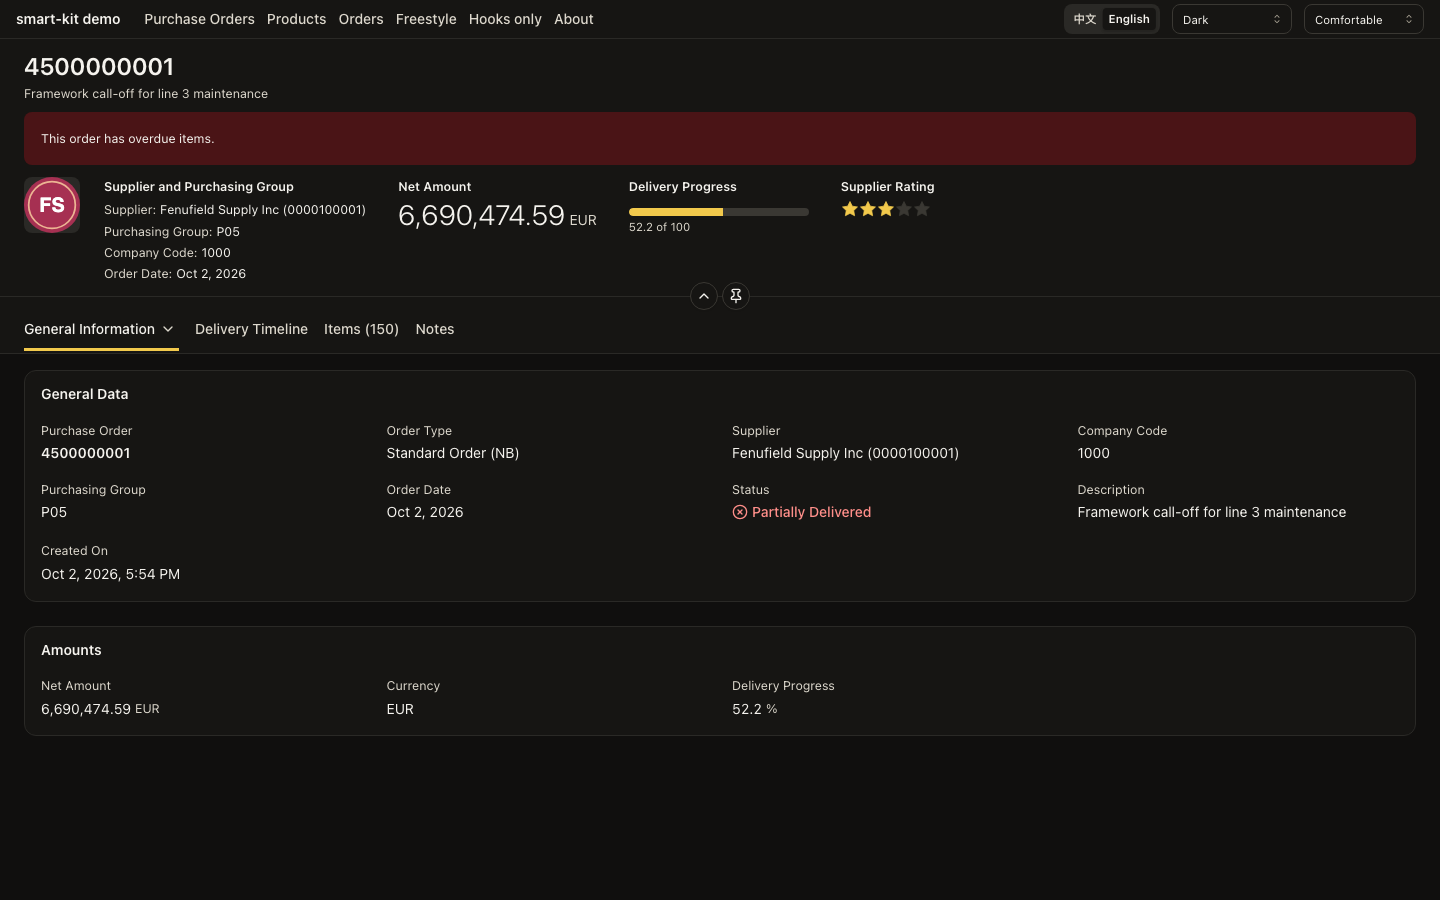 smart-kit demo Purchase Orders Products Orders Freestyle Hooks only About 中文 English Dark Comfortable
4500000001
Framework call-off for line 3 maintenance
This order has overdue items.
FS
Supplier and Purchasing Group
Supplier: Fenufield Supply Inc (0000100001)
Purchasing Group: P05
Company Code: 1000
Order Date: Oct 2, 2026
Net Amount
6,690,474.59 EUR
Delivery Progress
52.2 of 100
Supplier Rating
General Information Delivery Timeline Items (150) Notes
General Data
Purchase Order
4500000001
Order Type
Standard Order (NB)
Supplier
Fenufield Supply Inc (0000100001)
Company Code
1000
Purchasing Group
P05
Order Date
Oct 2, 2026
Status
Partially Delivered
Description
Framework call-off for line 3 maintenance
Created On
Oct 2, 2026, 5:54 PM
Amounts
Net Amount
6,690,474.59 EUR
Currency
EUR
Delivery Progress
52.2 %